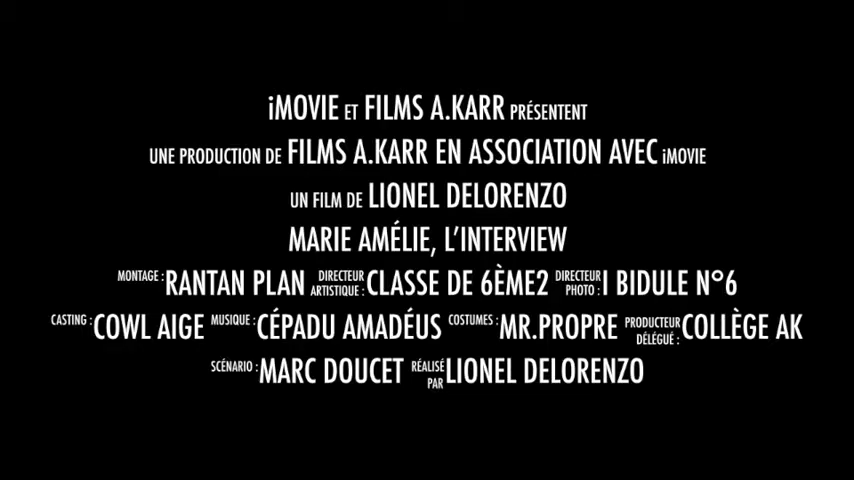 iMOVIE ET FILMS A.KARR PRÉSENTENT
UNE PRODUCTION DE FILMS A.KARR EN ASSOCIATION AVEC iMOVIE
UN FILM DE LIONEL DELORENZO
MARIE AMÉLIE, L'INTERVIEW
MONTAGE : RANTAN PLAN DIRECTEUR ARTISTIQUE : CLASSE DE 6ÈME2 DIRECTEUR PHOTO : I BIDULE N°6
CASTING : COWL AIGE MUSIQUE : CÉPADU AMADÉUS COSTUMES : MR.PROPRE PRODUCTEUR DÉLÉGUÉ : COLLÈGE AK
SCÉNARIO : MARC DOUCET RÉALISÉ PAR LIONEL DELORENZO